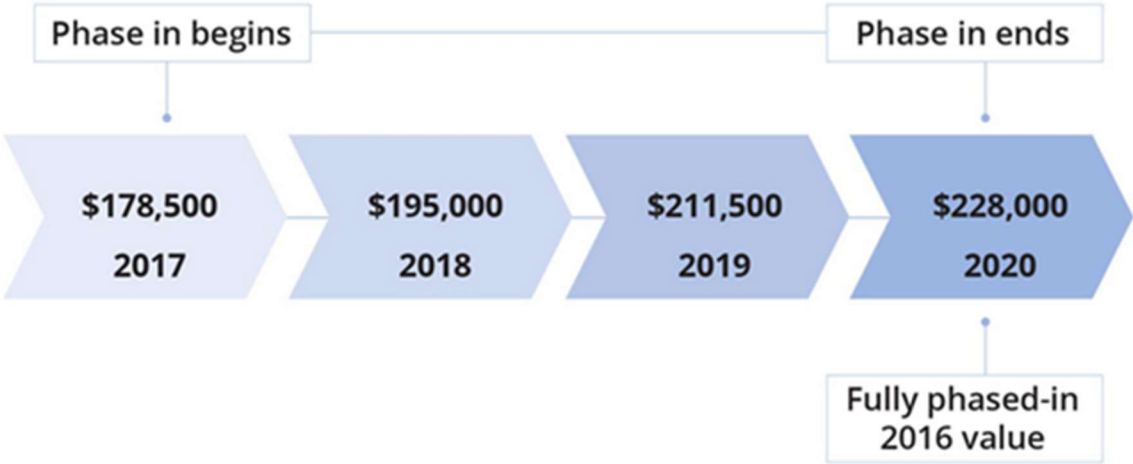 Phase in begins
Phase in ends
$178,500
2017
$195,000
2018
$211,500
2019
$228,000
2020
Fully phased-in
2016 value